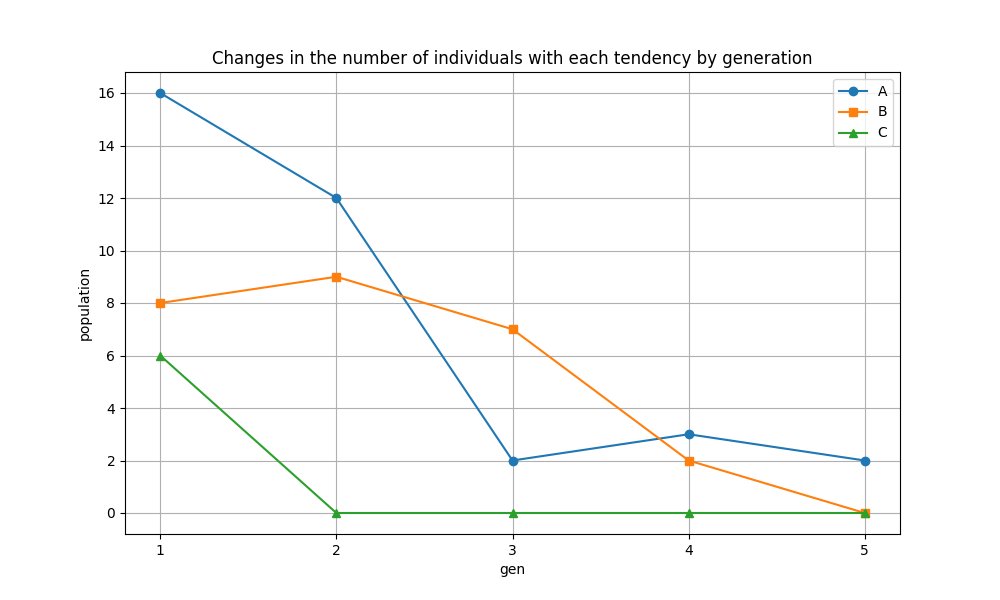 Changes in the number of individuals with each tendency by generation
A
B
C
16
14
12
10
8
6
4
2
0
population
1 2 3 4 5
gen